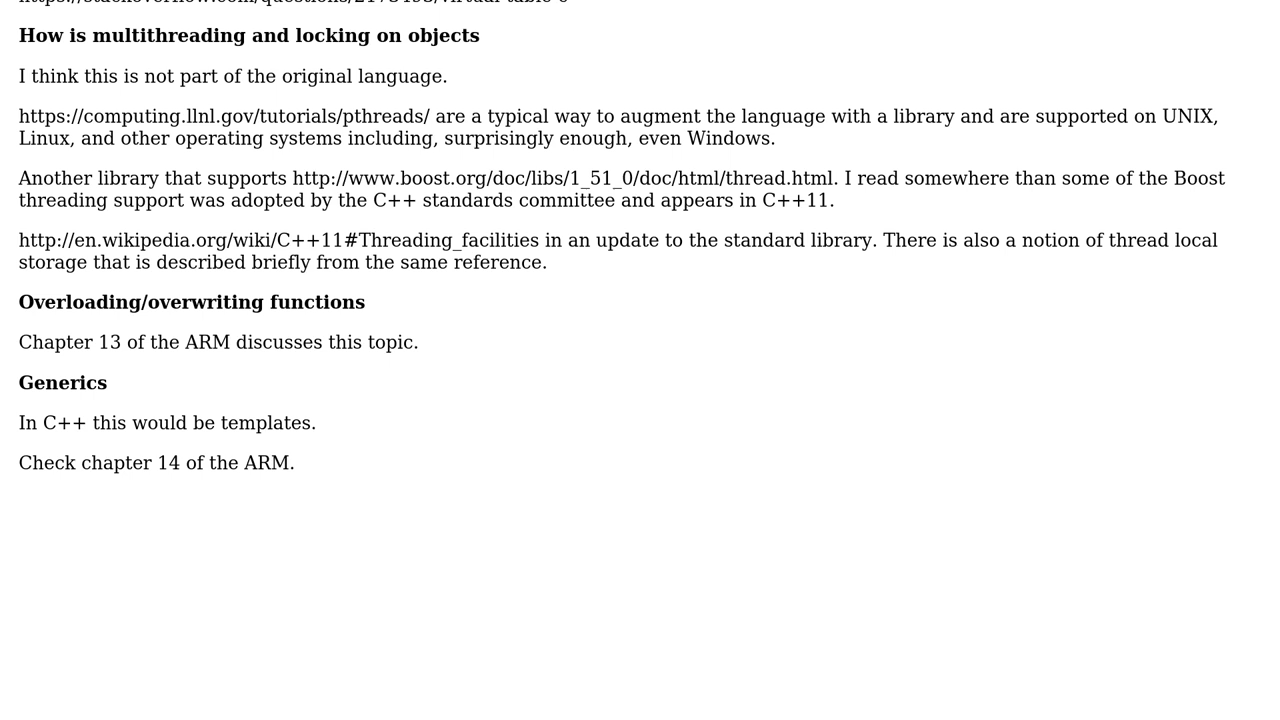 How is multithreading and locking on objects
I think this is not part of the original language.
https://computing.llnl.gov/tutorials/pthreads/ are a typical way to augment the language with a library and are supported on UNIX,
Linux, and other operating systems including, surprisingly enough, even Windows.
Another library that supports http://www.boost.org/doc/libs/1_51_0/doc/html/thread.html. I read somewhere than some of the Boost
threading support was adopted by the C++ standards committee and appears in C++11.
http://en.wikipedia.org/wiki/C++11#Threading_facilities in an update to the standard library. There is also a notion of thread local
storage that is described briefly from the same reference.
Overloading/overwriting functions
Chapter 13 of the ARM discusses this topic.
Generics
In C++ this would be templates.
Check chapter 14 of the ARM.